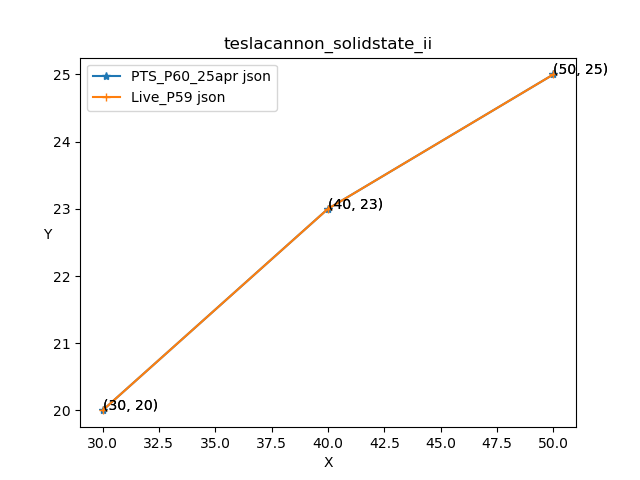 teslacannon_solidstate_ii
PTS_P60_25apr json
Live_P59 json
(50, 25)
(40, 23)
(30, 20)
25
24
23
22
21
20
Y
30.0 32.5 35.0 37.5 40.0 42.5 45.0 47.5 50.0
X